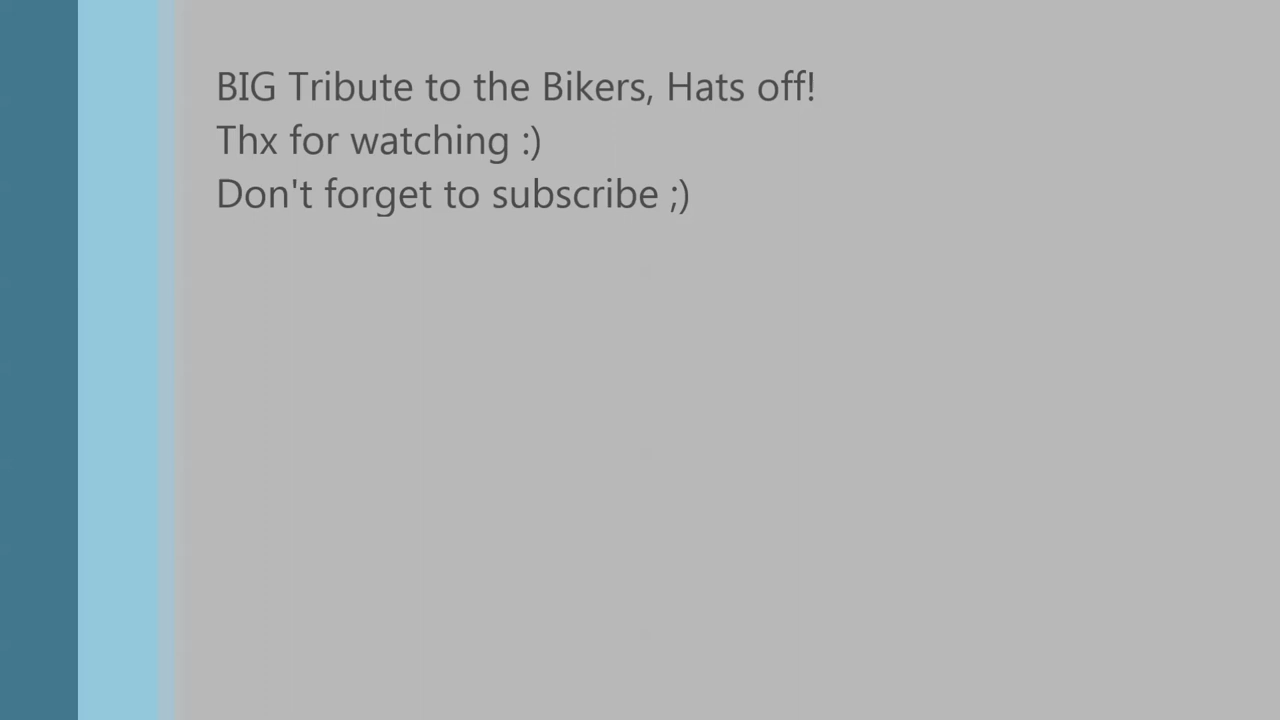 BIG Tribute to the Bikers, Hats off!
Thx for watching :)
Don't forget to subscribe ;)